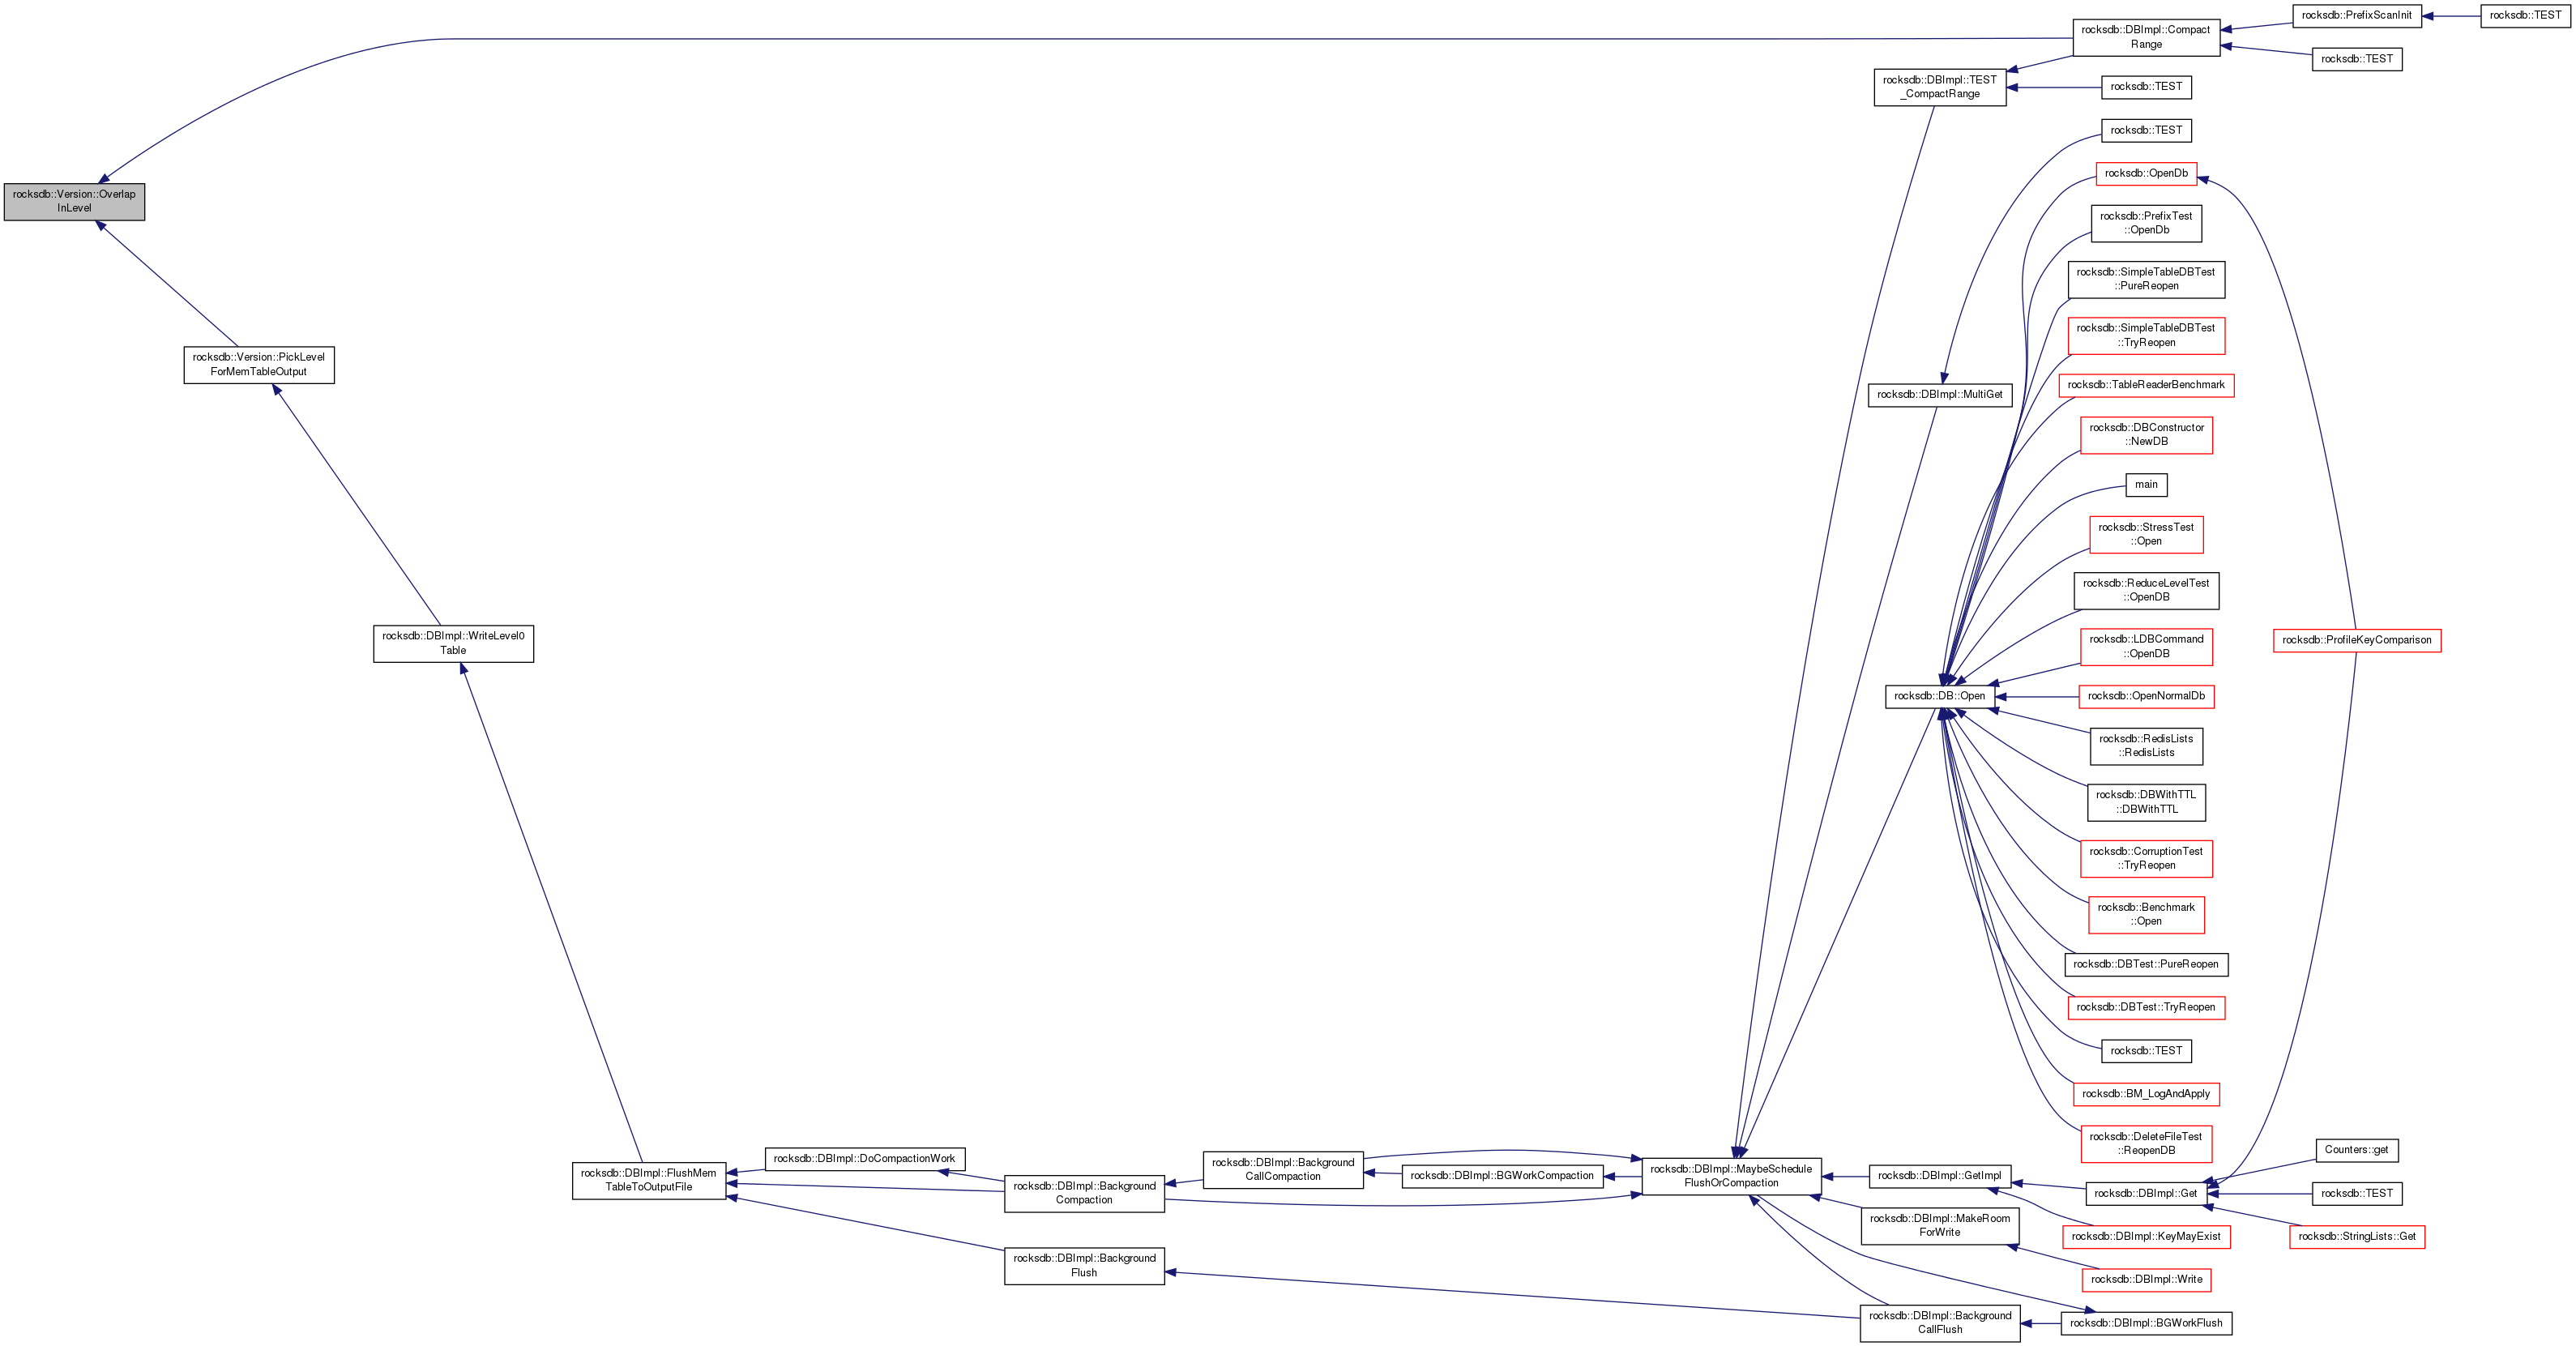 rocksdb::Version::Overlap
InLevel
rocksdb::Version::PickLevel
ForMemTableOutput
rocksdb::DBImpl::WriteLevel0
Table
rocksdb::DBImpl::FlushMem
TableToOutputFile
rocksdb::DBImpl::DoCompactionWork
rocksdb::DBImpl::Background
Compaction
rocksdb::DBImpl::Background
Flush
rocksdb::DBImpl::Background
CallCompaction
rocksdb::DBImpl::BGWorkCompaction
rocksdb::DBImpl::MaybeSchedule
FlushOrCompaction
rocksdb::DBImpl::TEST
_CompactRange
rocksdb::DBImpl::MultiGet
rocksdb::DB::Open
rocksdb::DBImpl::GetImpl
rocksdb::DBImpl::MakeRoom
ForWrite
rocksdb::DBImpl::Background
CallFlush
rocksdb::DBImpl::Compact
Range
rocksdb::TEST
rocksdb::TEST
rocksdb::OpenDb
rocksdb::PrefixTest
::OpenDb
rocksdb::SimpleTableDBTest
::PureReopen
rocksdb::SimpleTableDBTest
::TryReopen
rocksdb::TableReaderBenchmark
rocksdb::DBConstructor
::NewDB
main
rocksdb::StressTest
::Open
rocksdb::ReduceLevelTest
::OpenDB
rocksdb::LDBCommand
::OpenDB
rocksdb::OpenNormalDb
rocksdb::RedisLists
::RedisLists
rocksdb::DBWithTTL
::DBWithTTL
rocksdb::CorruptionTest
::TryReopen
rocksdb::Benchmark
::Open
rocksdb::DBTest::PureReopen
rocksdb::DBTest::TryReopen
rocksdb::TEST
rocksdb::BM_LogAndApply
rocksdb::DeleteFileTest
::ReopenDB
rocksdb::DBImpl::Get
rocksdb::DBImpl::KeyMayExist
rocksdb::DBImpl::Write
rocksdb::DBImpl::BGWorkFlush
rocksdb::PrefixScanInit
rocksdb::TEST
rocksdb::TEST
rocksdb::ProfileKeyComparison
Counters::get
rocksdb::TEST
rocksdb::StringLists::Get